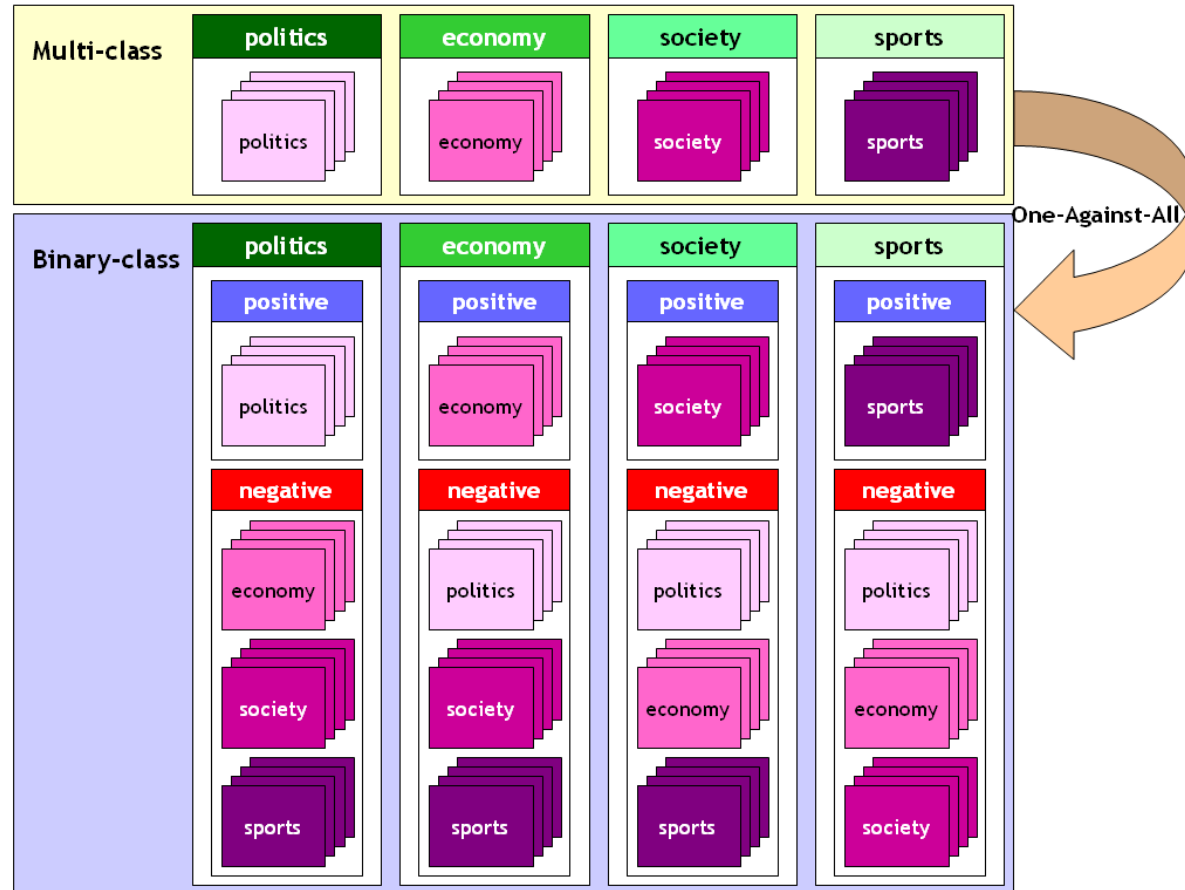 Multi-class
politics economy society sports
politics economy society sports
One-Against-All
Binary-class
politics economy society sports
positive positive positive positive
politics economy society sports
negative negative negative negative
economy politics politics politics
society society economy economy
sports sports sports society